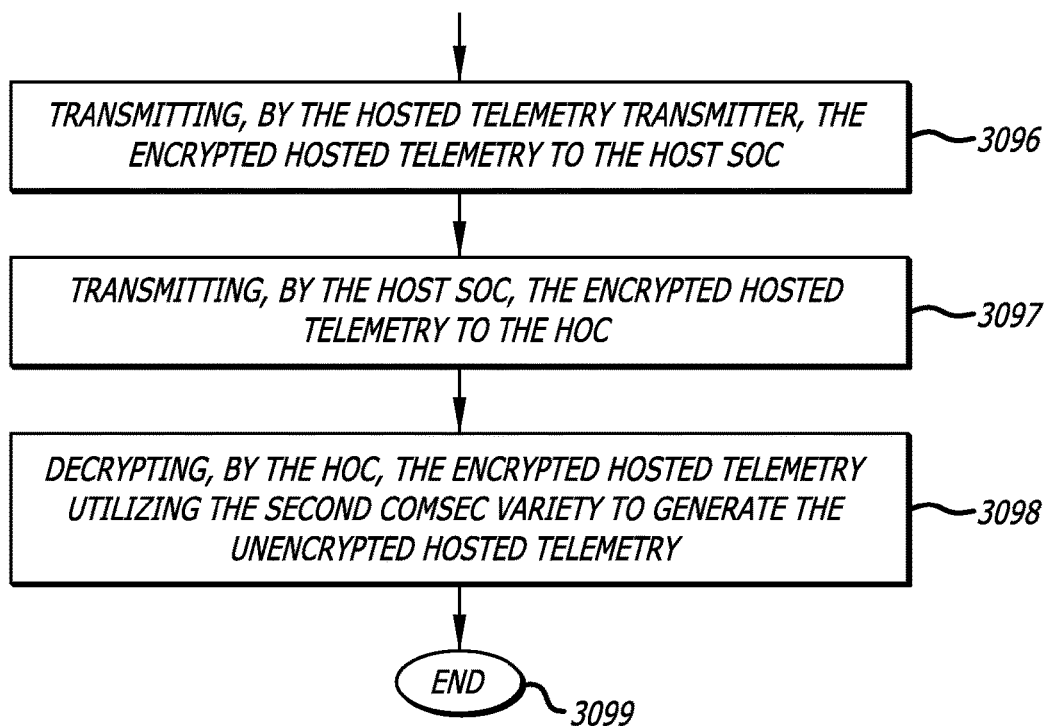 TRANSMITTING, BY THE HOSTED TELEMETRY TRANSMITTER, THE
ENCRYPTED HOSTED TELEMETRY TO THE HOST SOC
3096
TRANSMITTING, BY THE HOST SOC, THE ENCRYPTED HOSTED
TELEMETRY TO THE HOC
3097
DECRYPTING, BY THE HOC, THE ENCRYPTED HOSTED TELEMETRY
UTILIZING THE SECOND COMSEC VARIETY TO GENERATE THE
UNENCRYPTED HOSTED TELEMETRY
3098
END
3099